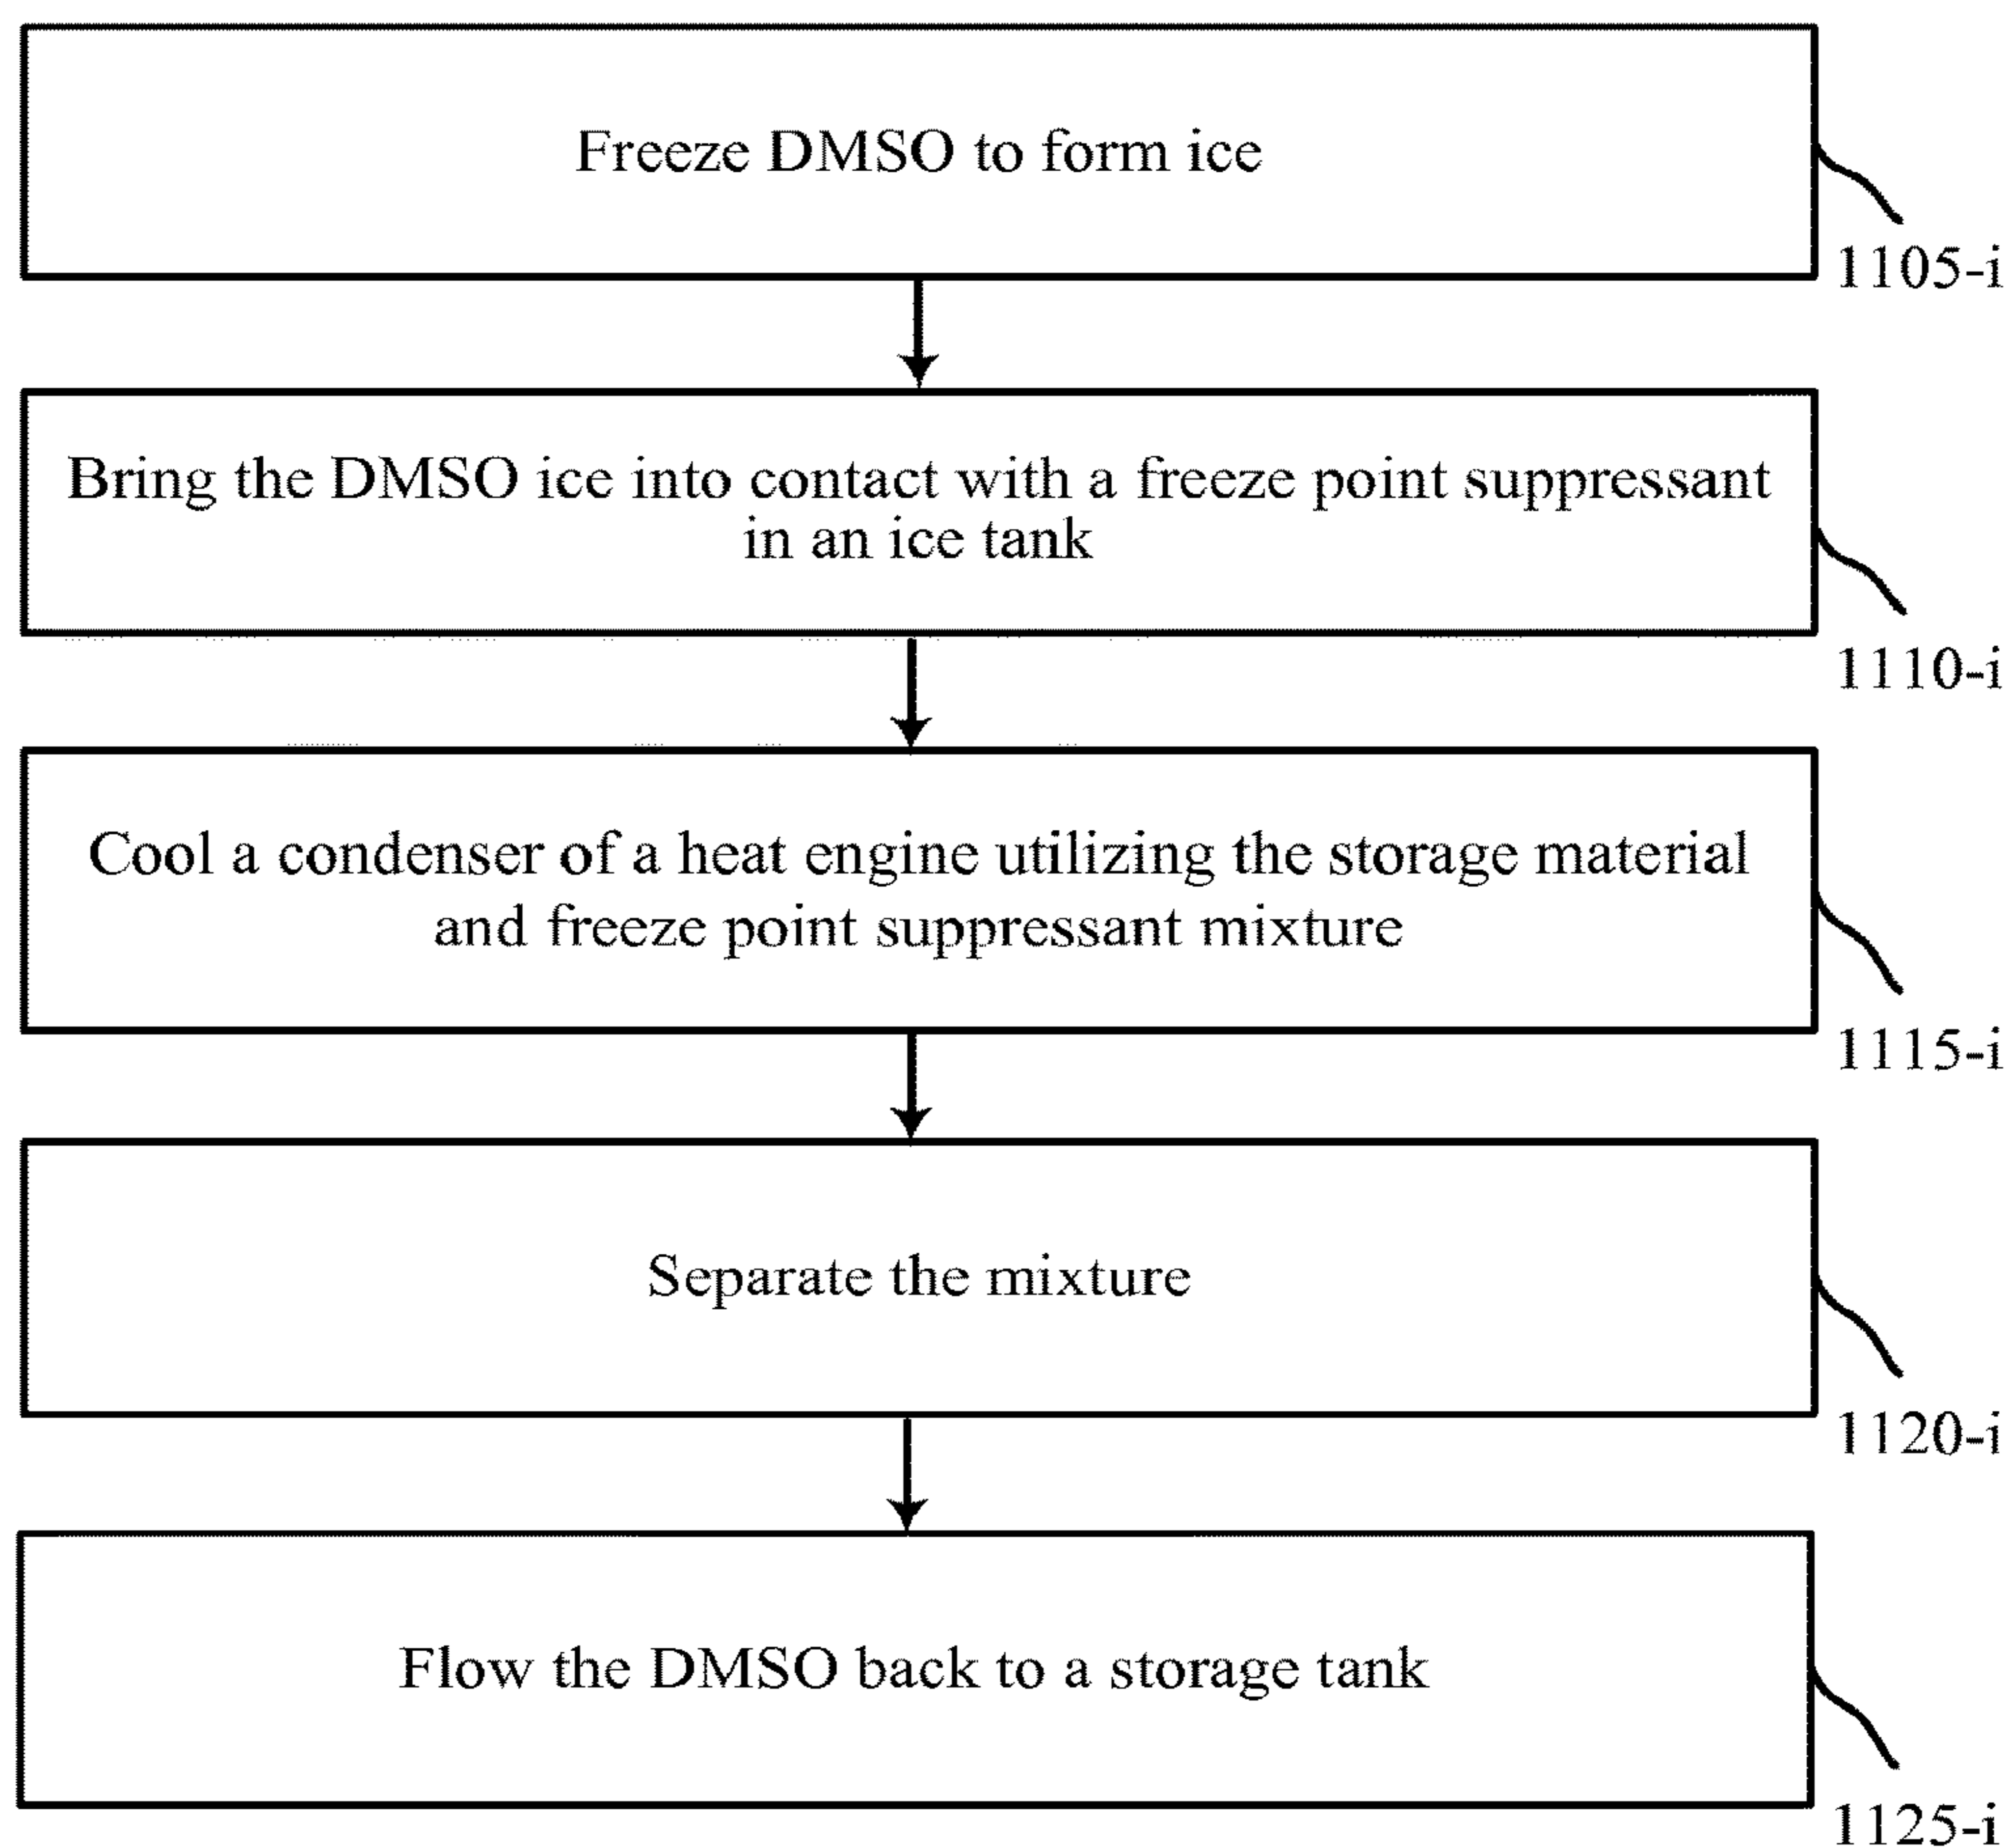 Freeze DMSO to form ice
1105-i
Bring the DMSO ice into contact with a freeze point suppressant
in an ice tank
1110-i
Cool a condenser of a heat engine utilizing the storage material
and freeze point suppressant mixture
1115-i
Separate the mixture
1120-i
Flow the DMSO back to a storage tank
1125-i